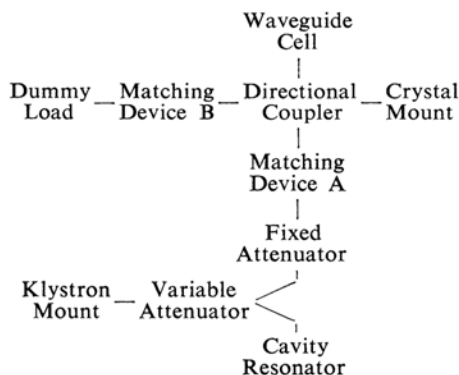 Waveguide
Cell
Dummy Matching Directional Crystal
Load Device B Coupler Mount
Matching
Device A
Fixed
Attenuator
Klystron Variable
Mount Attenuator
Cavity
Resonator